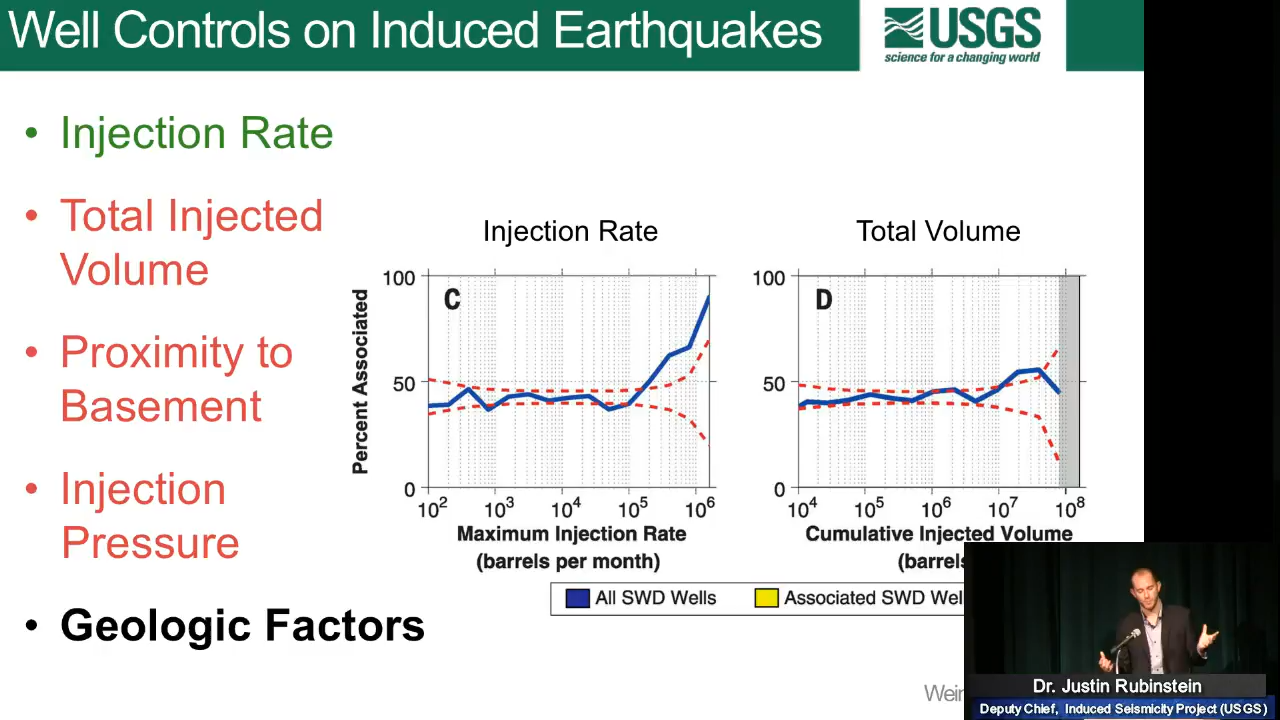 Well Controls on Induced Earthquakes
USGS
science for a changing world
• Injection Rate
• Total Injected
Volume
• Proximity to
Basement
• Injection
Pressure
• Geologic Factors
Injection Rate
Percent Associated
100
50
0
C
10² 10³ 10⁴ 10⁵ 10⁶
Maximum Injection Rate
(barrels per month)
Total Volume
100
50
0
D
10⁴ 10⁵ 10⁶ 10⁷ 10⁸
Cumulative Injected Volume
All SWD Wells
Associated SWD
Dr. Justin Rubinstein
Deputy Chief, Induced Seismicity Project (USGS)